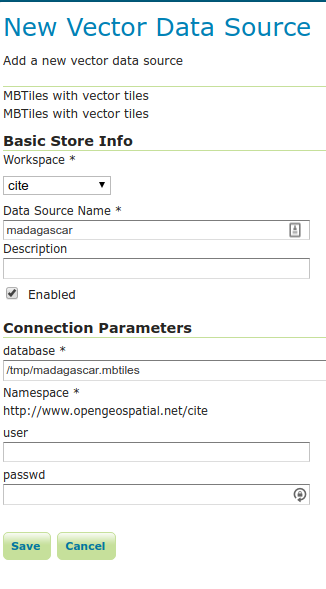 New Vector Data Source
Add a new vector data source
MBTiles with vector tiles
MBTiles with vector tiles
Basic Store Info
Workspace *
cite
Data Source Name *
madagascar
Description
Enabled
Connection Parameters
database *
/tmp/madagascar.mbtiles
Namespace *
http://www.opengeospatial.net/cite
user
passwd
Save Cancel